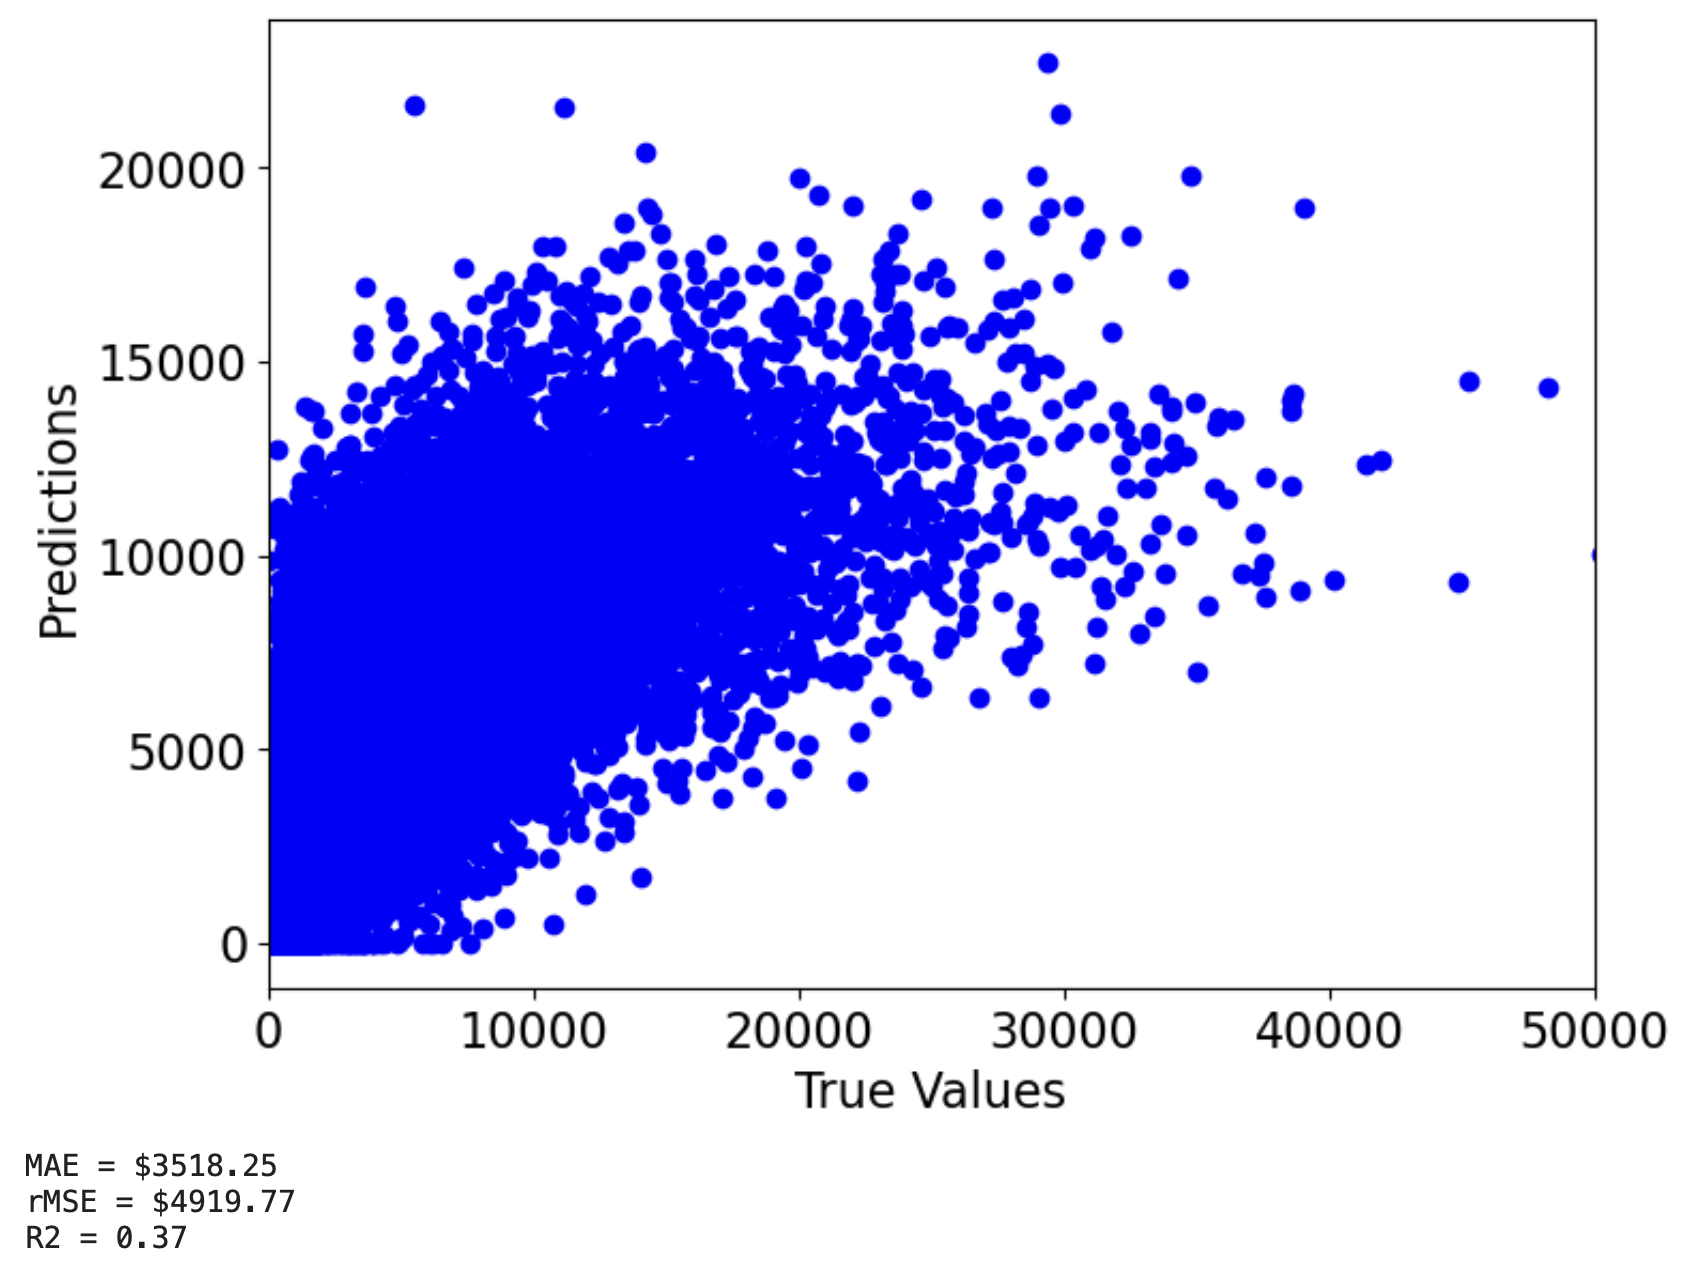 20000
15000
10000
5000
0
Predictions
0 10000 20000 30000 40000 50000
True Values
MAE = $3518.25
rMSE = $4919.77
R2 = 0.37